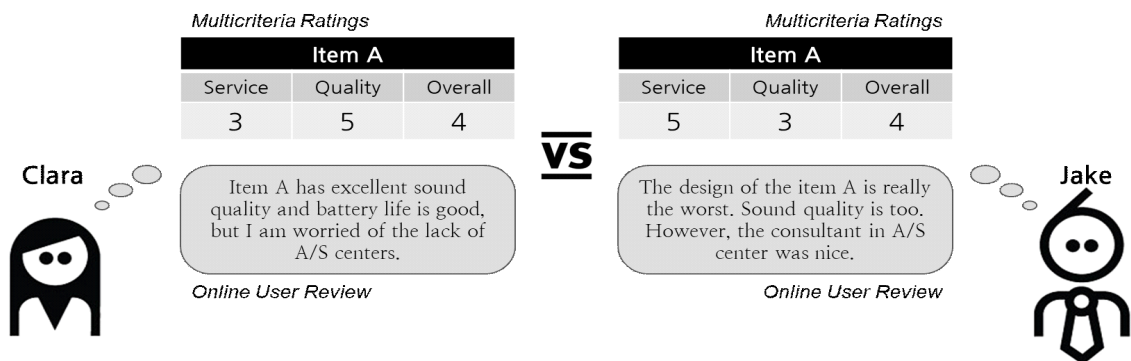 Multicriteria Ratings
Item A
Service Quality Overall
3 5 4
Clara
Item A has excellent sound
quality and battery life is good,
but I am worried of the lack of
A/S centers.
Online User Review
VS
Multicriteria Ratings
Item A
Service Quality Overall
5 3 4
Jake
The design of the item A is really
the worst. Sound quality is too.
However, the consultant in A/S
center was nice.
Online User Review